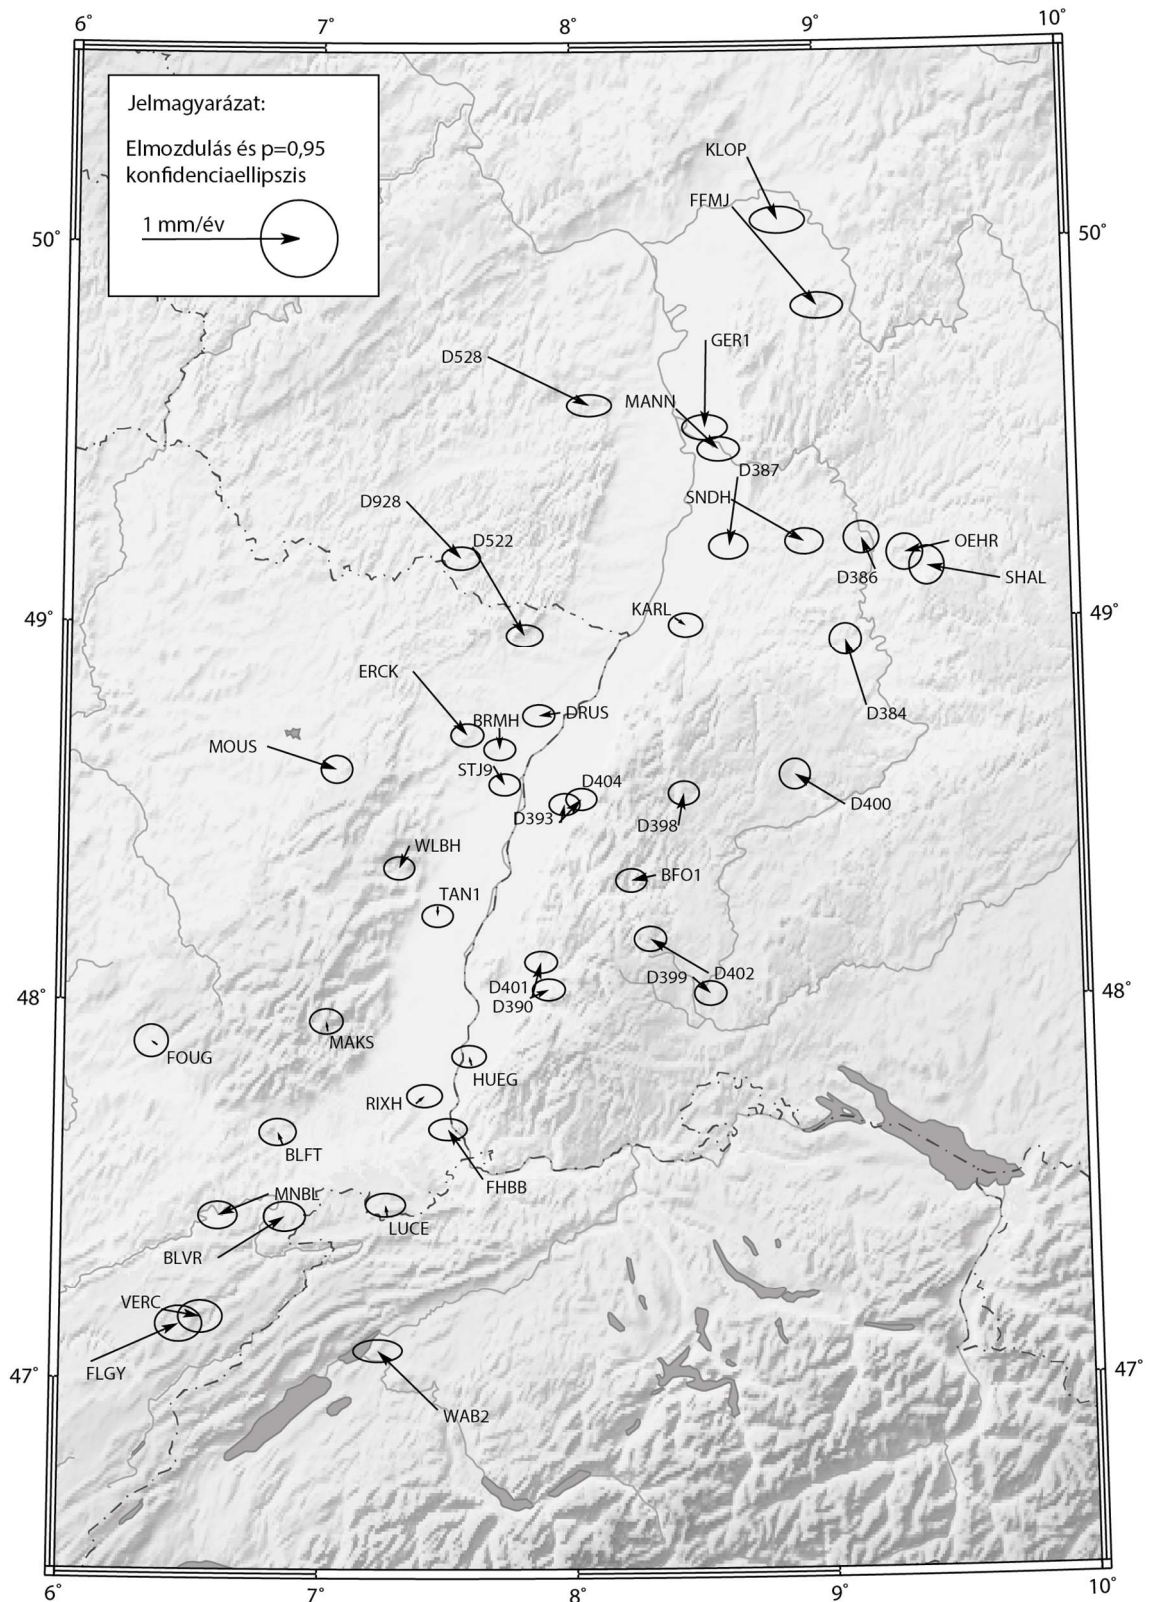 6°
7°
8°
9°
10°
Jelmagyarázat:
Elmozdulás és p=0,95
konfidenciaellipszis
1 mm/év
KLOP
FFMJ
50°
50°
GER1
D528
MANN
D387
SNDH
D928
D522
OEHR
D386
SHAL
49°
KARL
49°
ERCK
DRUS
D384
BRMH
MOUS
STJ9
D404
D393
D398
D400
WLBH
BFO1
TAN1
D399
D402
D401
D390
48°
48°
FOUG
MAKS
HUEG
RIXH
BLFT
FHBB
MNBL
LUCE
BLVR
VERC
FLGY
47°
47°
WAB2
6°
7°
8°
9°
10°